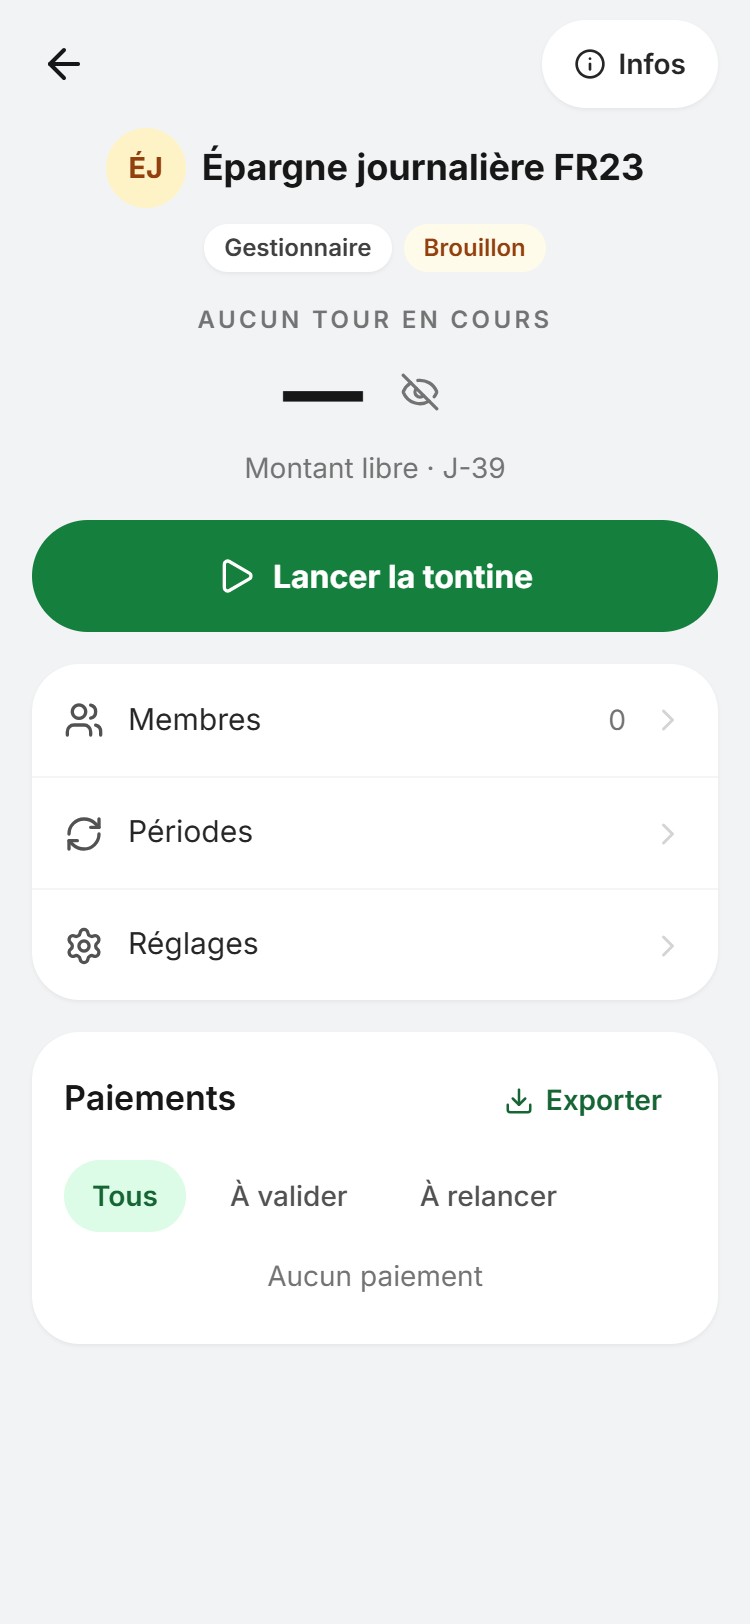 Infos
ÉJ
Épargne journalière FR23
Gestionnaire
Brouillon
AUCUN TOUR EN COURS
Montant libre · J-39
Lancer la tontine
Membres
0
Périodes
Réglages
Paiements
Exporter
Tous
À valider
À relancer
Aucun paiement